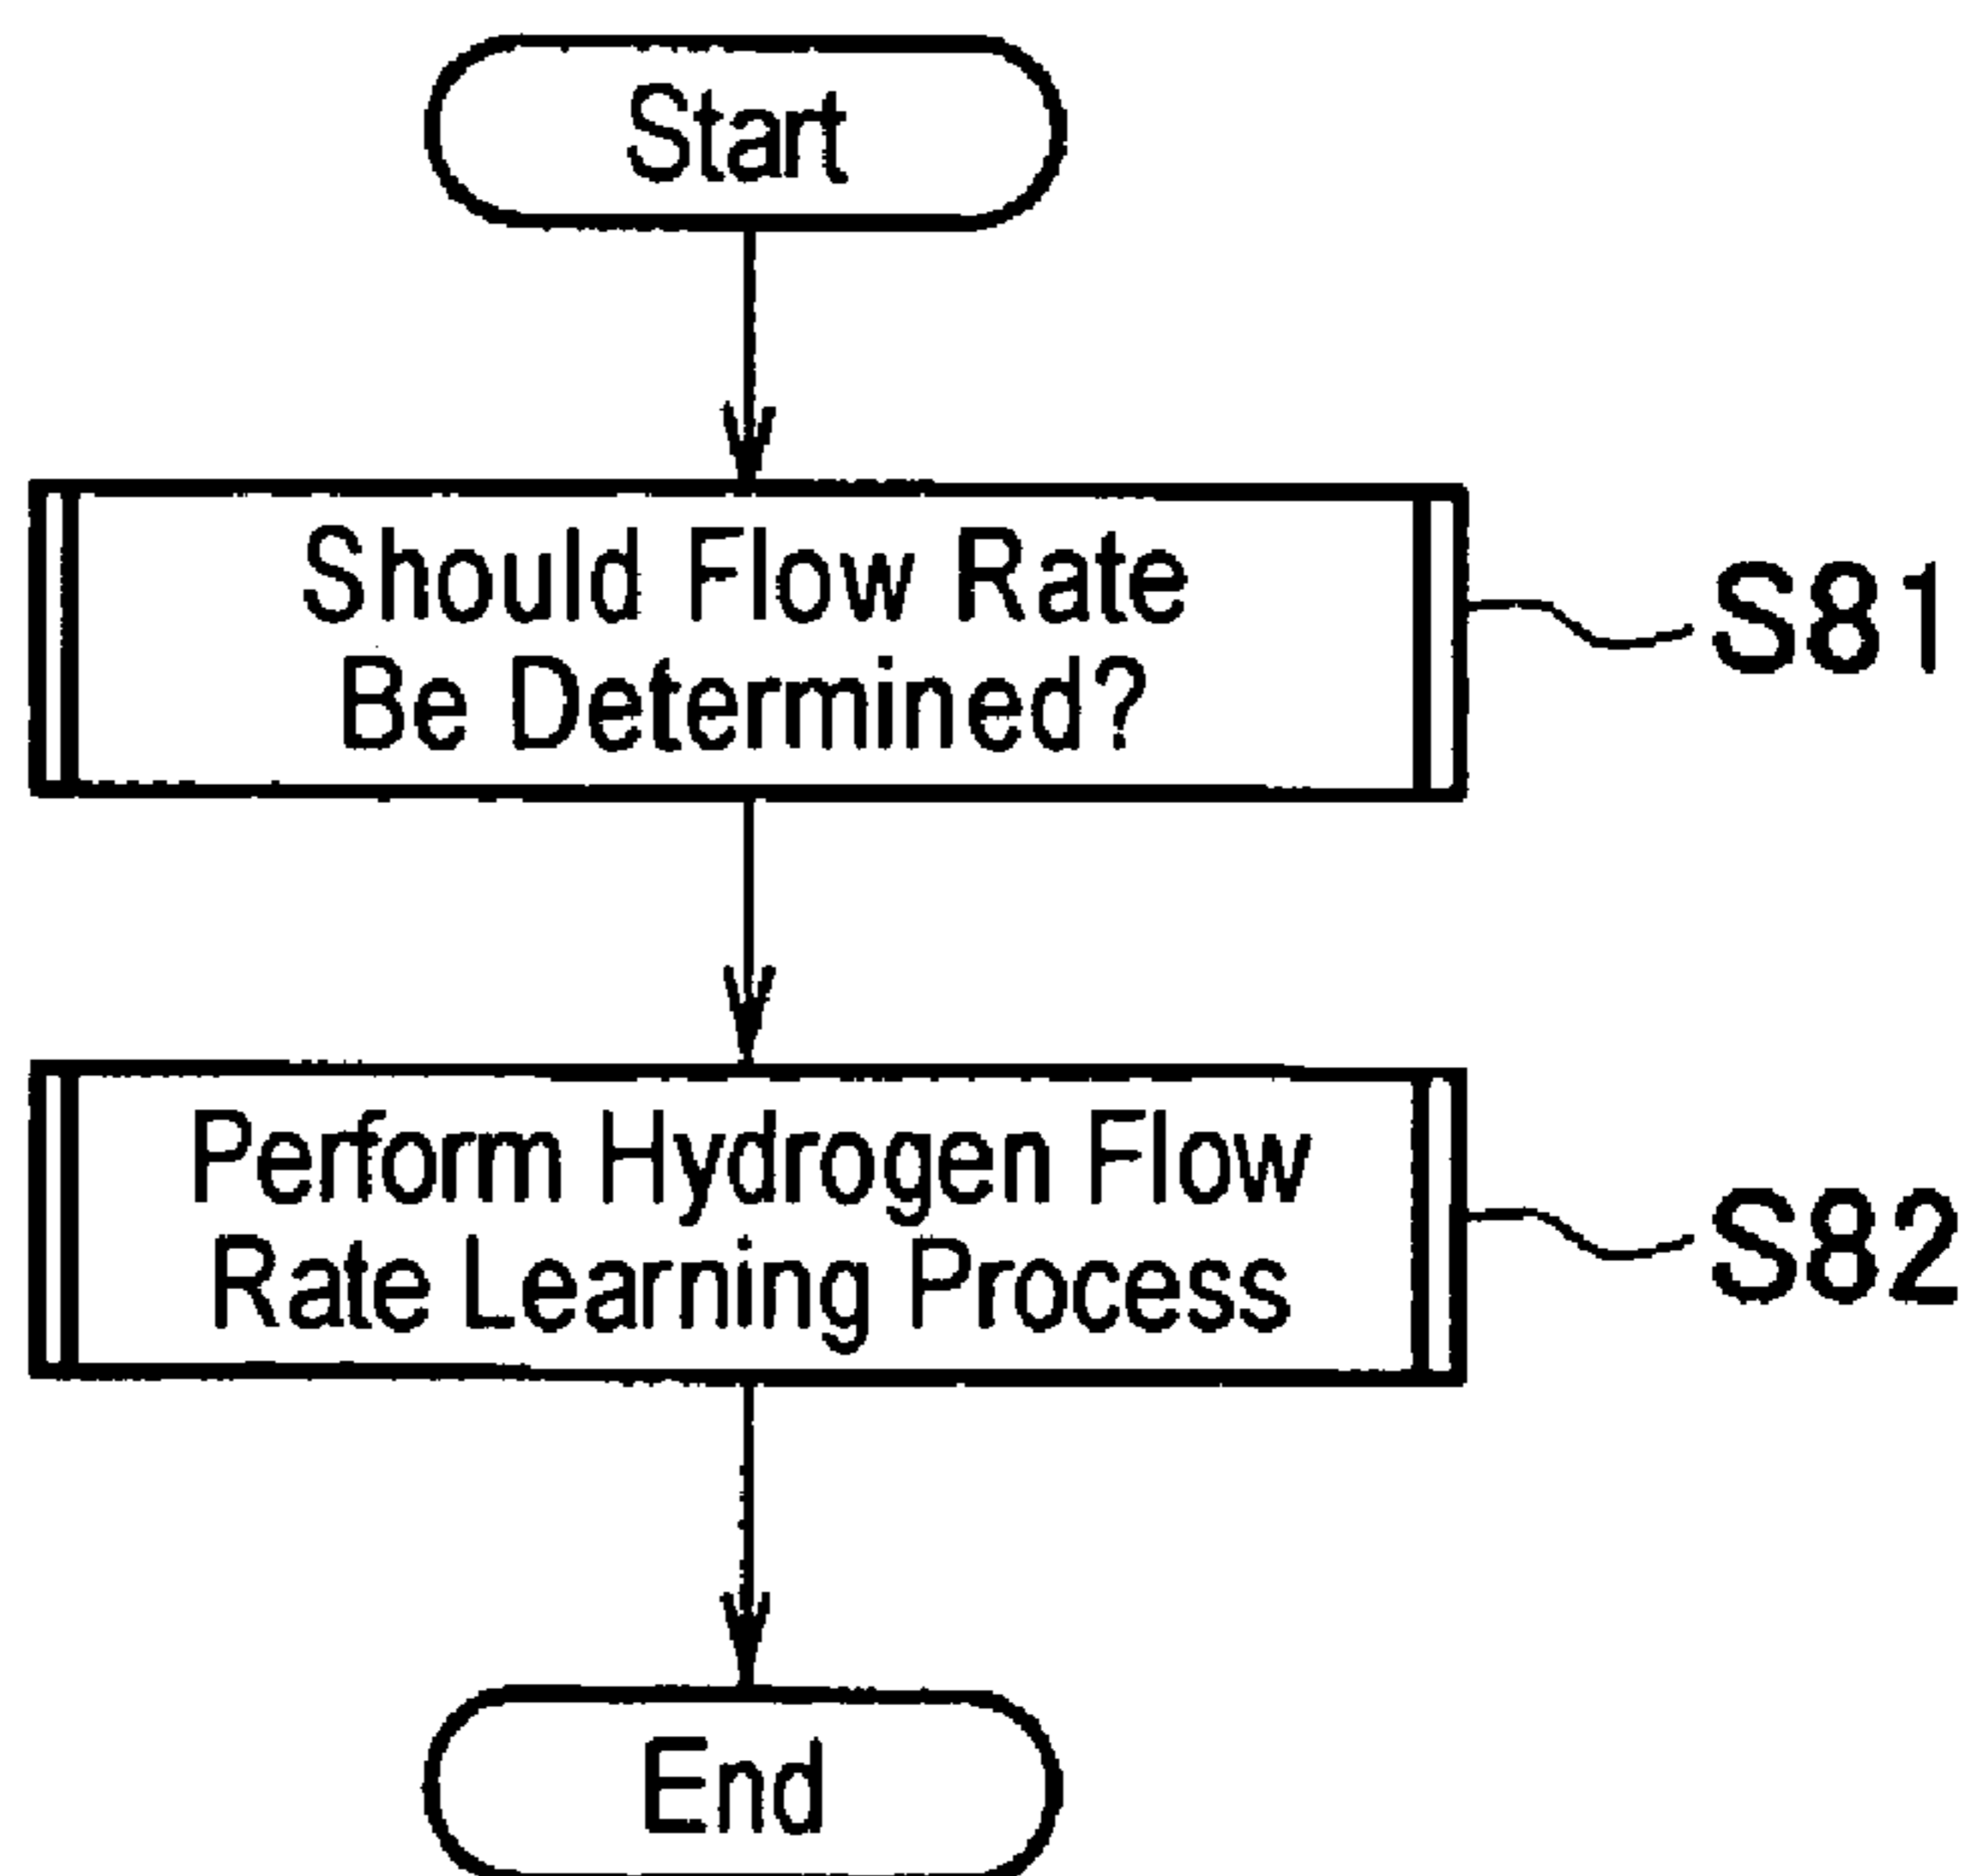 Start
Should Flow Rate
Be Determined?
S81
Perform Hydrogen Flow
Rate Learning Process
S82
End